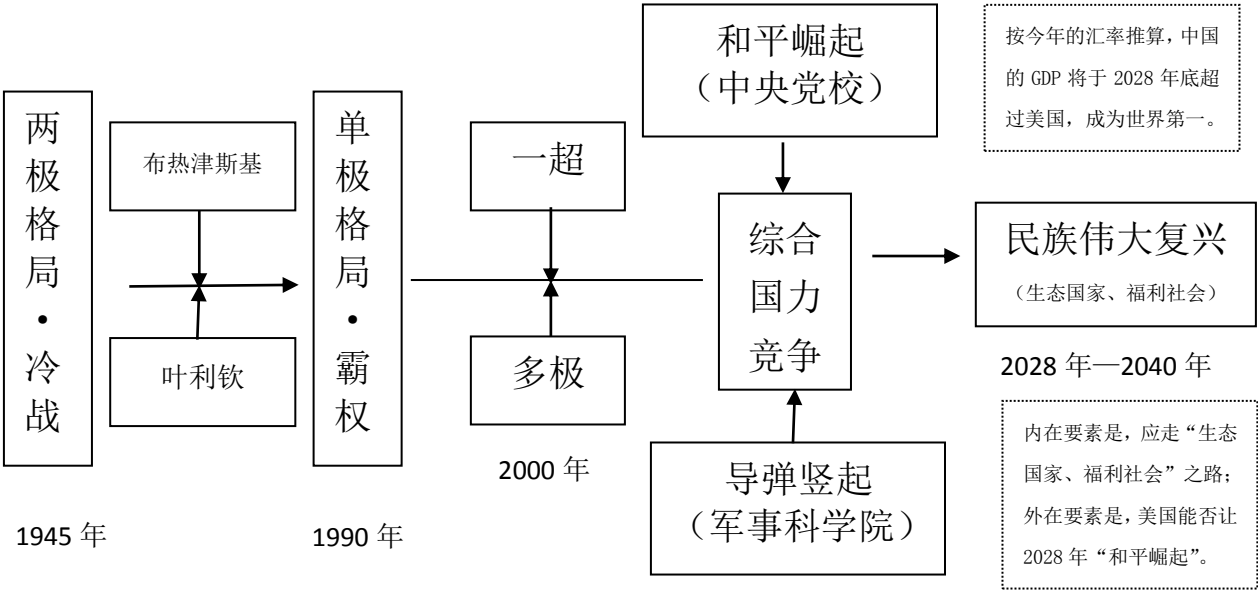 两极格局·冷战
1945 年
布热津斯基
叶利钦
单极格局·霸权
1990 年
一超
多极
2000 年
和平崛起
（中央党校）
综合
国力
竞争
导弹竖起
（军事科学院）
按今年的汇率推算，中国
的 GDP 将于 2028 年底超
过美国，成为世界第一。
民族伟大复兴
（生态国家、福利社会）
2028 年—2040 年
内在要素是，应走“生态
国家、福利社会”之路；
外在要素是，美国能否让
2028 年“和平崛起”。